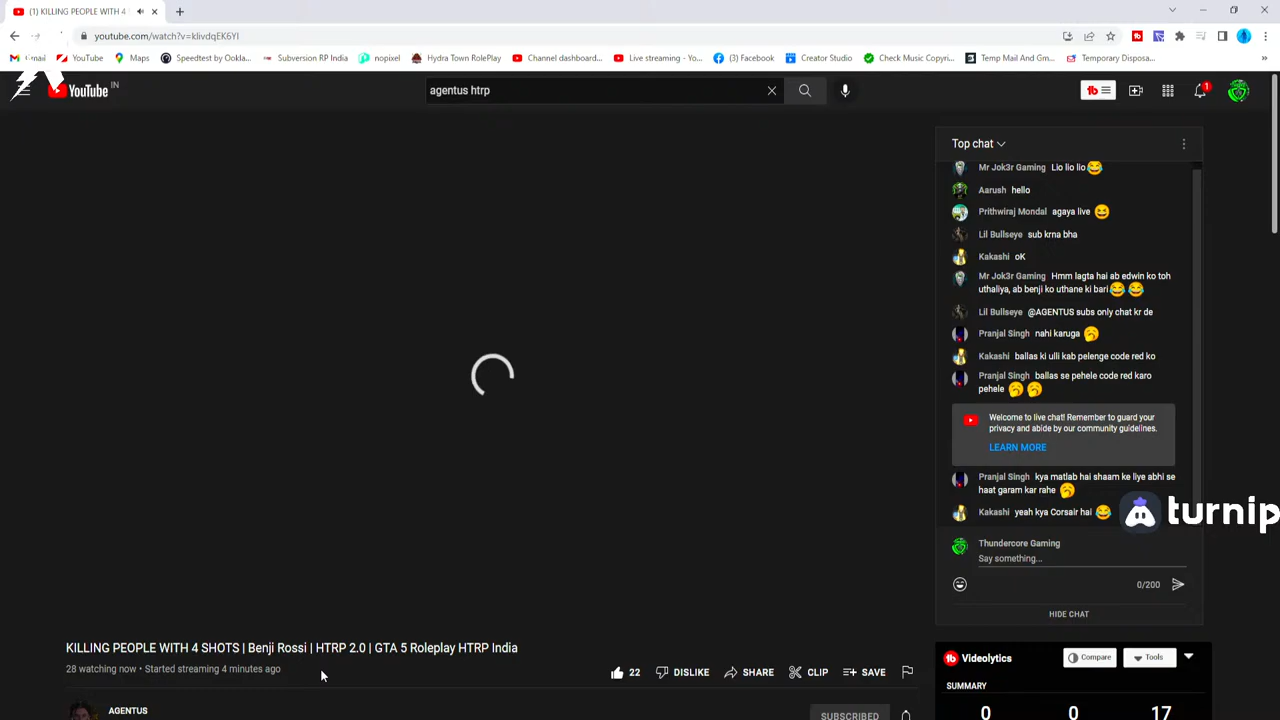 (1) KILLING PEOPLE WITH 4
youtube.com/watch?v=kIivdqEK6YI
Gmail
YouTube
Maps
Speedtest by Ookla...
Subversion RP India
nopixel
Hydra Town RolePlay
Channel dashboard...
Live streaming - Yo...
(3) Facebook
Creator Studio
Check Music Copyri...
Temp Mail And Gm...
Temporary Disposa...
YouTube IN
agentus htrp
tb
1
Top chat
Mr Jok3r Gaming Lio lio lio😂
Aarush hello
Prithwiraj Mondal agaya live 😆
Lil Bullseye sub krna bha
Kakashi oK
Mr Jok3r Gaming Hmm lagta hai ab edwin ko toh
uthaliya, ab benji ko uthane ki bari😂 😂
Lil Bullseye @AGENTUS subs only chat kr de
Pranjal Singh nahi karuga 🥱
Kakashi ballas ki ulli kab pelenge code red ko
Pranjal Singh ballas se pehele code red karo
pehele 🥱 🥱
Welcome to live chat! Remember to guard your
privacy and abide by our community guidelines.
LEARN MORE
Pranjal Singh kya matlab hai shaam ke liye abhi se
haat garam kar rahe 🥱
Kakashi yeah kya Corsair hai 😂
turnip
Thundercore Gaming
Say something...
0/200
HIDE CHAT
KILLING PEOPLE WITH 4 SHOTS | Benji Rossi | HTRP 2.0 | GTA 5 Roleplay HTRP India
28 watching now • Started streaming 4 minutes ago
22
DISLIKE
SHARE
CLIP
SAVE
AGENTUS
SUBSCRIBED
tb Videolytics
Compare
Tools
SUMMARY
0
0
17